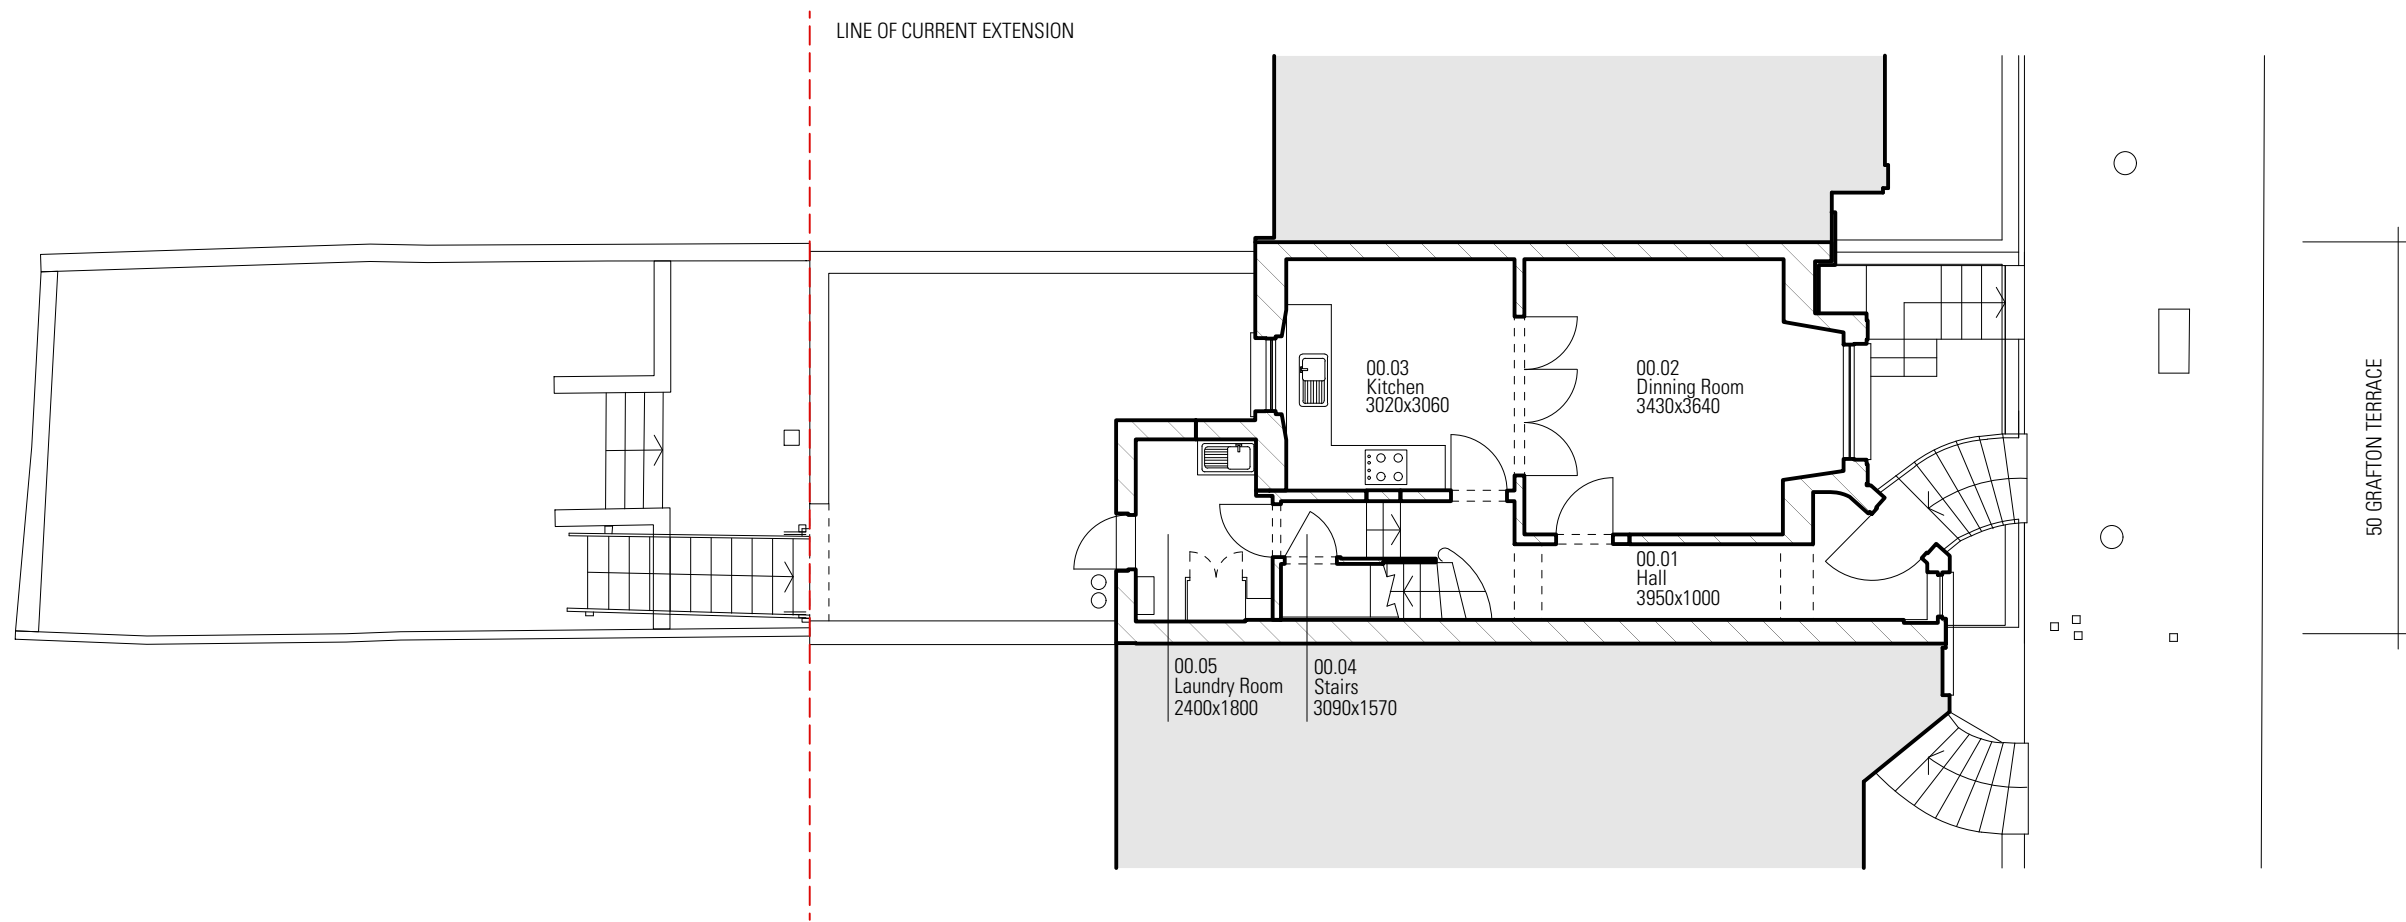 LINE OF CURRENT EXTENSION
00.03
Kitchen
3020x3060
00.02
Dinning Room
3430x3640
00.01
Hall
3950x1000
00.05
Laundry Room
2400x1800
00.04
Stairs
3090x1570
50 GRAFTON TERRACE